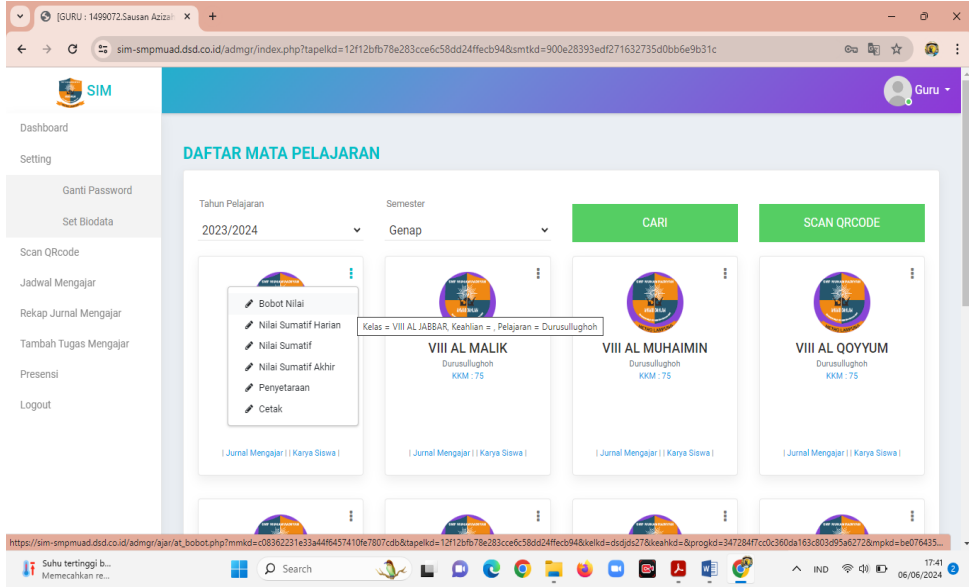 [GURU : 1499072.Sausan Azizah
sim-smpmuad.dsd.co.id/admgr/index.php?tapelkd=12f12bfb78e283cce6c58dd24ffecb94&smtkd=900e28393edf271632735d0bb6e9b31c
SIM
Guru
Dashboard
Setting
Ganti Password
Set Biodata
Scan QRcode
Jadwal Mengajar
Rekap Jurnal Mengajar
Tambah Tugas Mengajar
Presensi
Logout
DAFTAR MATA PELAJARAN
Tahun Pelajaran
2023/2024
Semester
Genap
CARI
SCAN QRCODE
Bobot Nilai
Nilai Sumatif Harian
Nilai Sumatif
Nilai Sumatif Akhir
Penyetaraan
Cetak
Kelas = VIII AL JABBAR, Keahlian = , Pelajaran = Durusullughoh
| Jurnal Mengajar | | Karya Siswa |
VIII AL MALIK
Durusullughoh
KKM : 75
| Jurnal Mengajar | | Karya Siswa |
VIII AL MUHAIMIN
Durusullughoh
KKM : 75
| Jurnal Mengajar | | Karya Siswa |
VIII AL QOYYUM
Durusullughoh
KKM : 75
| Jurnal Mengajar | | Karya Siswa |
https://sim-smpmuad.dsd.co.id/admgr/ajar/at_bobot.php?mmkd=c08362231e33a44f6457410fe7807cdb&tapelkd=12f12bfb78e283cce6c58dd24ffecb94&kelkd=dsdjds27&keahkd=&progkd=347284f7cc0c360da163c803d95a6272&mpkd=be076435...
Suhu tertinggi b...
Memecahkan re...
Search
IND
17:41
06/06/2024
2